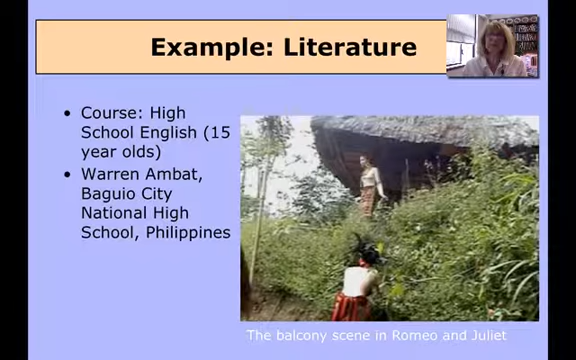 Example: Literature
• Course: High
School English (15
year olds)
• Warren Ambat,
Baguio City
National High
School, Philippines
The balcony scene in Romeo and Juliet